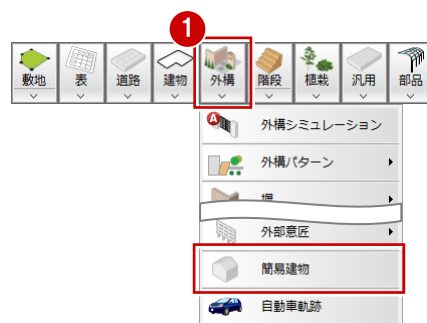 1
敷地 表 道路 建物 外構 階段 植栽 汎用 部品
A 外構シミュレーション
外構パターン
外部意匠
簡易建物
自動車軌跡